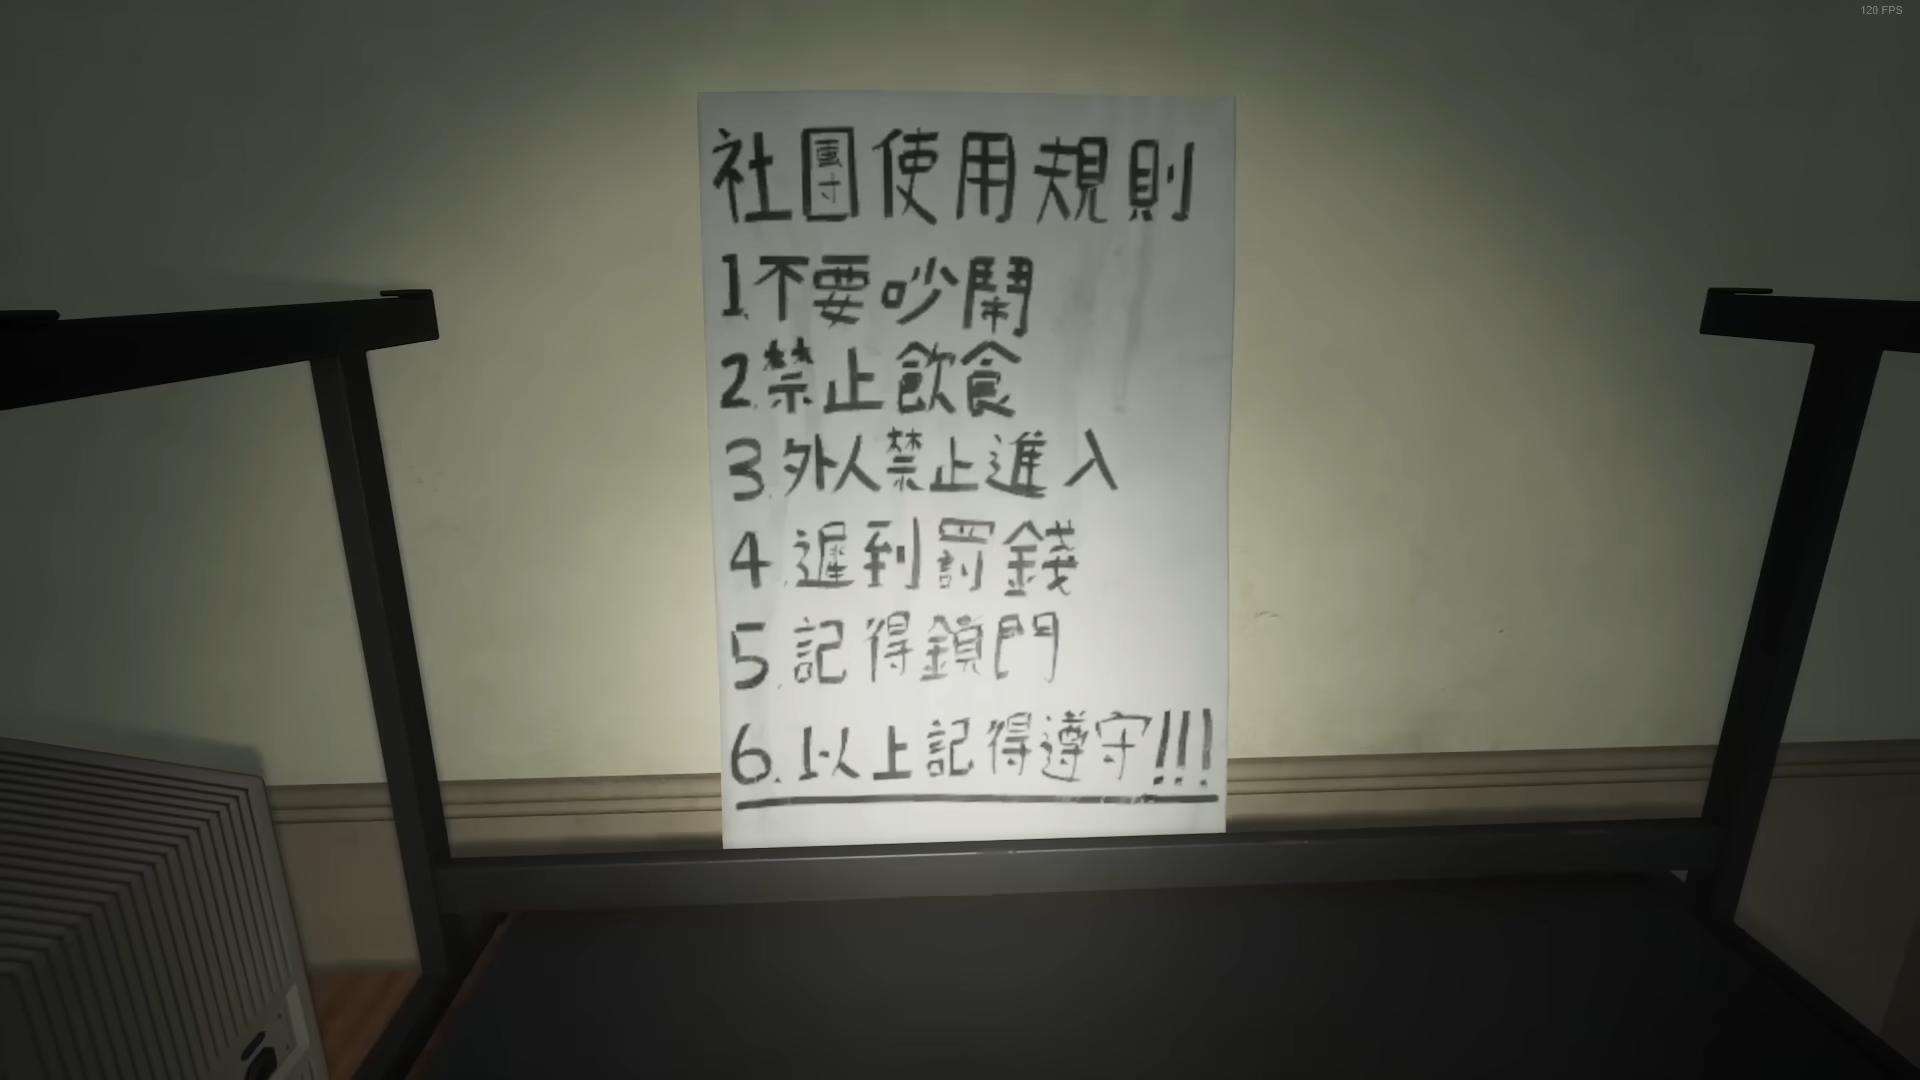 120 FPS
社團使用規則
1.不要吵鬧
2.禁止飲食
3.外人禁止進入
4.遲到罰錢
5.記得鎖門
6.以上記得遵守!!!